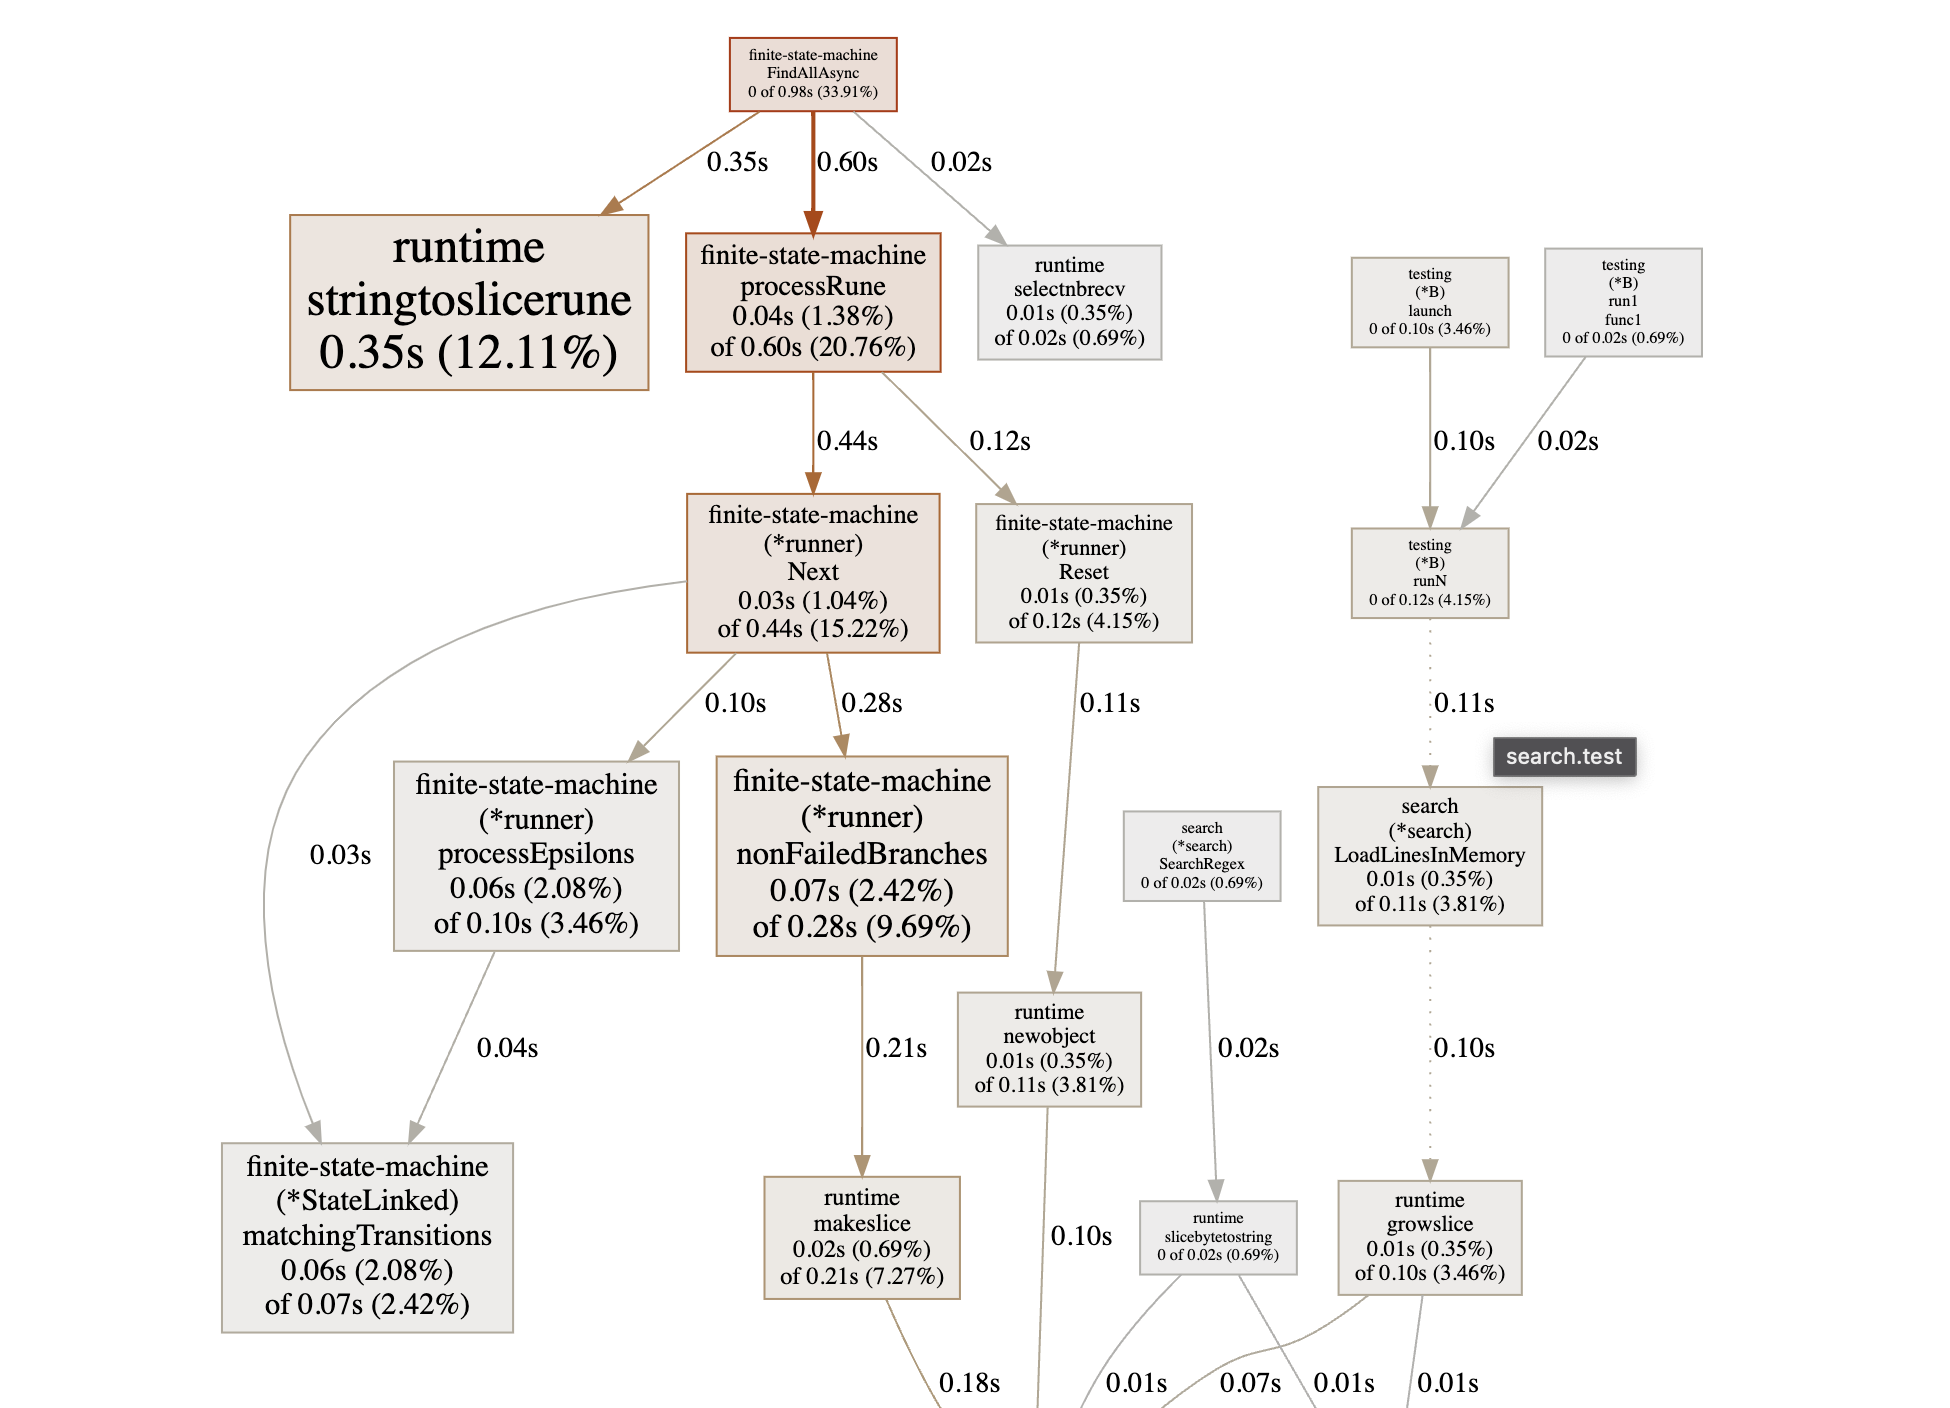 finite-state-machine
FindAllAsync
0 of 0.98s (33.91%)
0.35s
0.60s
0.02s
runtime
stringtoslicerune
0.35s (12.11%)
finite-state-machine
processRune
0.04s (1.38%)
of 0.60s (20.76%)
runtime
selectnbrecv
0.01s (0.35%)
of 0.02s (0.69%)
testing
(*B)
launch
0 of 0.10s (3.46%)
testing
(*B)
run1
func1
0 of 0.02s (0.69%)
0.44s
0.12s
0.10s
0.02s
finite-state-machine
(*runner)
Next
0.03s (1.04%)
of 0.44s (15.22%)
finite-state-machine
(*runner)
Reset
0.01s (0.35%)
of 0.12s (4.15%)
testing
(*B)
runN
0 of 0.12s (4.15%)
0.10s
0.28s
0.11s
0.11s
search.test
finite-state-machine
(*runner)
processEpsilons
0.06s (2.08%)
of 0.10s (3.46%)
finite-state-machine
(*runner)
nonFailedBranches
0.07s (2.42%)
of 0.28s (9.69%)
search
(*search)
SearchRegex
0 of 0.02s (0.69%)
search
(*search)
LoadLinesInMemory
0.01s (0.35%)
of 0.11s (3.81%)
0.03s
runtime
newobject
0.01s (0.35%)
of 0.11s (3.81%)
0.04s
0.21s
0.02s
0.10s
finite-state-machine
(*StateLinked)
matchingTransitions
0.06s (2.08%)
of 0.07s (2.42%)
runtime
makeslice
0.02s (0.69%)
of 0.21s (7.27%)
0.10s
runtime
slicebytetostring
0 of 0.02s (0.69%)
runtime
growslice
0.01s (0.35%)
of 0.10s (3.46%)
0.18s
0.01s
0.07s
0.01s
0.01s